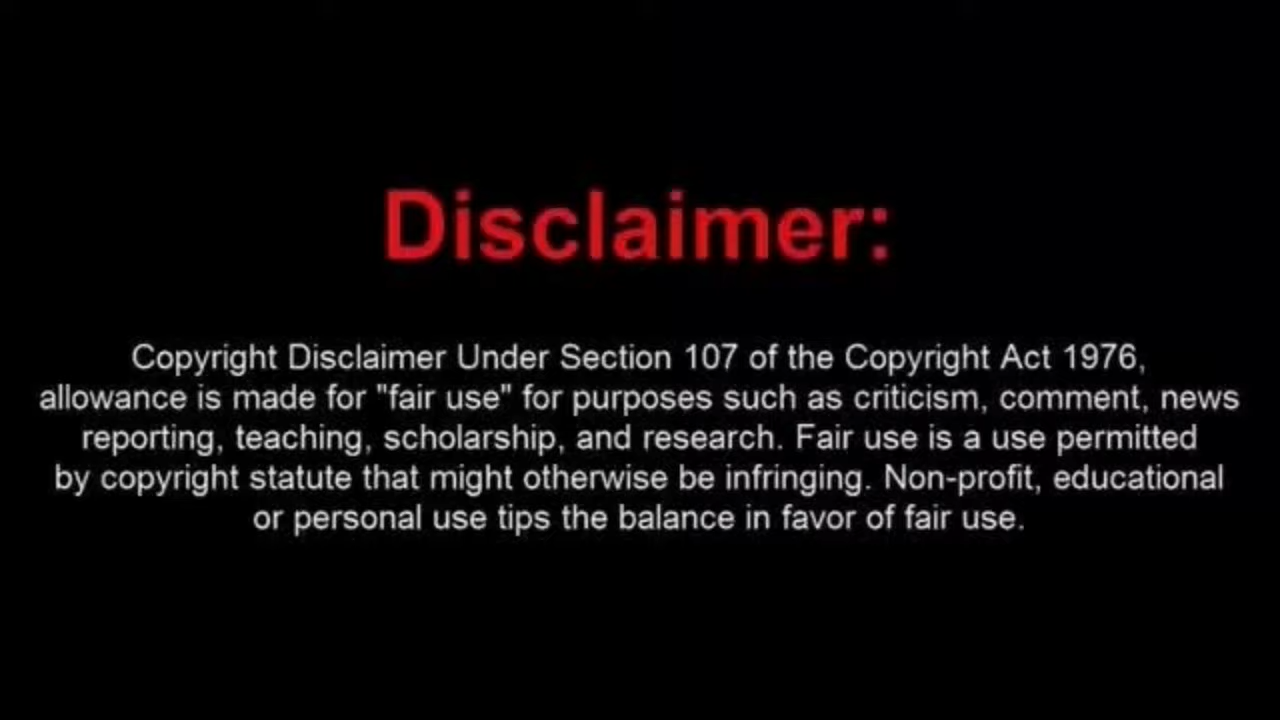 Disclaimer:
Copyright Disclaimer Under Section 107 of the Copyright Act 1976,
allowance is made for "fair use" for purposes such as criticism, comment, news
reporting, teaching, scholarship, and research. Fair use is a use permitted
by copyright statute that might otherwise be infringing. Non-profit, educational
or personal use tips the balance in favor of fair use.